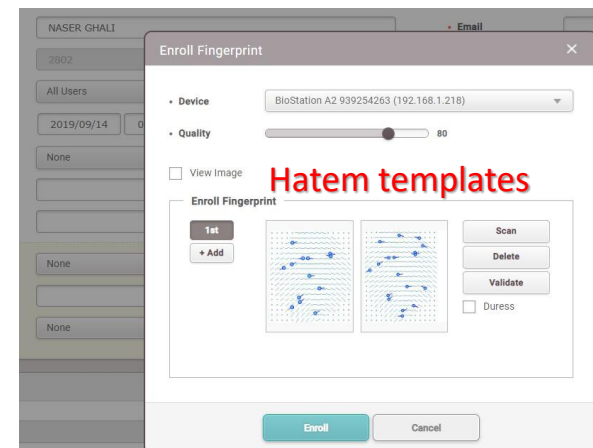 NASER GHALI
• Email
Enroll Fingerprint ×
2802
All Users
• Device BioStation A2 939254263 (192.168.1.218)
2019/09/14 0
• Quality 80
None
View Image
Hatem templates
Enroll Fingerprint
1st
Scan
+ Add
Delete
None
Validate
Duress
None
Enroll Cancel